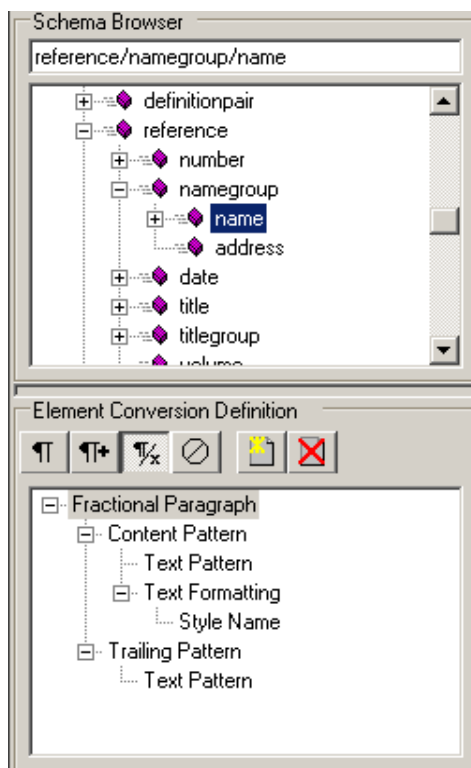 Schema Browser
reference/namegroup/name
definitionpair
reference
number
namegroup
name
address
date
title
titlegroup
Element Conversion Definition
¶ ¶+ ¶/x
Fractional Paragraph
Content Pattern
Text Pattern
Text Formatting
Style Name
Trailing Pattern
Text Pattern